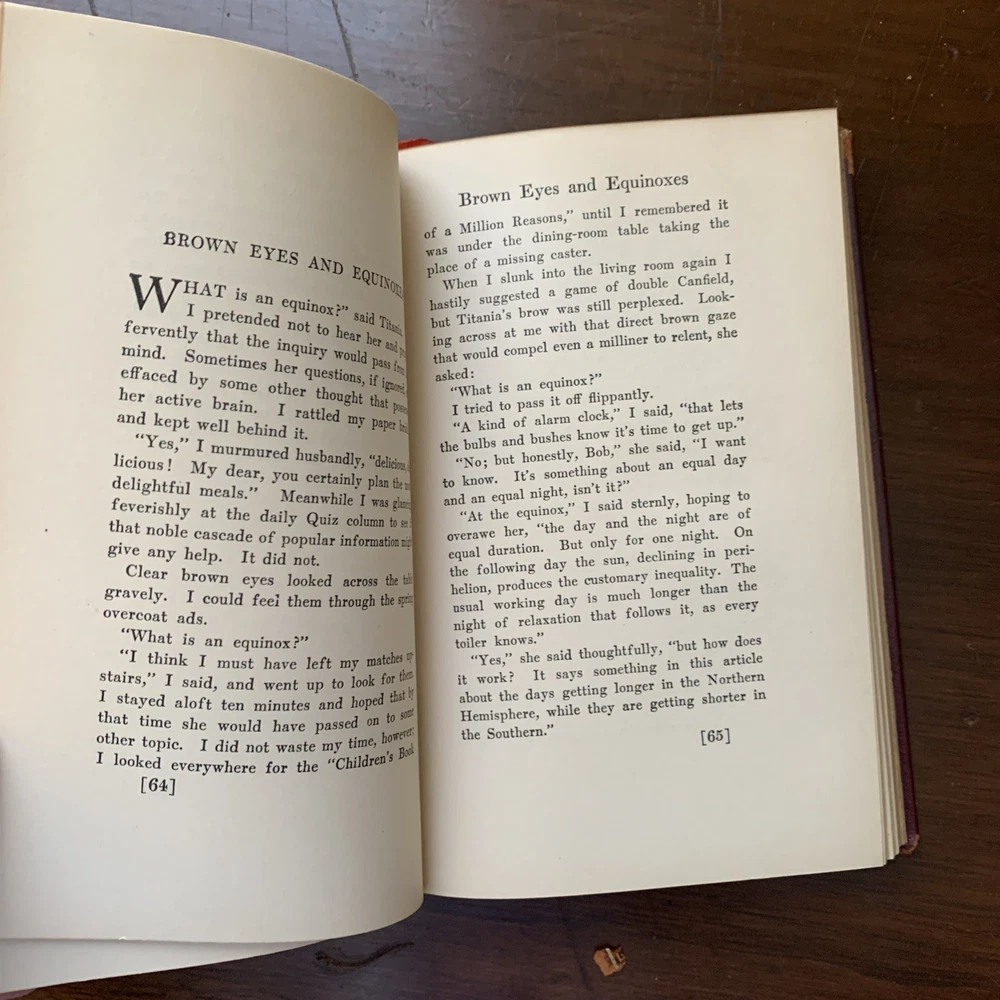 BROWN EYES AND EQUINOXE
WHAT is an equinox?" said Titania.
I pretended not to hear her and
fervently that the inquiry would pass from
mind. Sometimes her questions, if ignored,
effaced by some other thought that
her active brain. I rattled my paper
and kept well behind it.
"Yes," I murmured husbandly, "delicious,
licious! My dear, you certainly plan the
delightful meals." Meanwhile I was
feverishly at the daily Quiz column to see
that noble cascade of popular information
give any help. It did not.
Clear brown eyes looked across the
gravely. I could feel them through the spring
overcoat ads.
"What is an equinox?"
"I think I must have left my matches up-
stairs," I said, and went up to look for them.
I stayed aloft ten minutes and hoped that by
that time she would have passed on to some
other topic. I did not waste my time, however;
I looked everywhere for the "Children's Book
[64]
Brown Eyes and Equinoxes
of a Million Reasons," until I remembered it
was under the dining-room table taking the
place of a missing caster.
When I slunk into the living room again I
hastily suggested a game of double Canfield,
but Titania's brow was still perplexed. Look-
ing across at me with that direct brown gaze
that would compel even a milliner to relent, she
asked:
"What is an equinox?"
I tried to pass it off flippantly.
"A kind of alarm clock," I said, "that lets
the bulbs and bushes know it's time to get up."
"No; but honestly, Bob," she said, "I want
to know. It's something about an equal day
and an equal night, isn't it?"
"At the equinox," I said sternly, hoping to
overawe her, "the day and the night are of
equal duration. But only for one night. On
the following day the sun, declining in peri-
helion, produces the customary inequality. The
usual working day is much longer than the
night of relaxation that follows it, as every
toiler knows."
"Yes," she said thoughtfully, "but how does
it work? It says something in this article
about the days getting longer in the Northern
Hemisphere, while they are getting shorter in
the Southern."
[65]